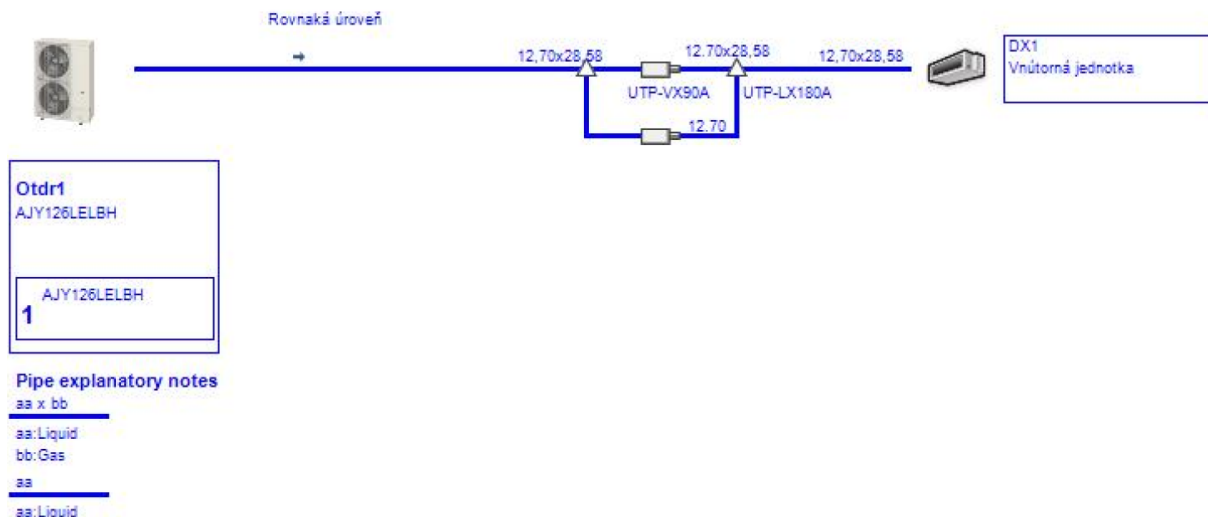 Rovnaká úroveň
12,70x28,58
12.70x28,58
12,70x28,58
UTP-VX90A
UTP-LX180A
12.70
DX1
Vnútorná jednotka
Otdr1
AJY126LELBH
AJY126LELBH
1
Pipe explanatory notes
aa x bb
aa:Liquid
bb:Gas
aa
aa:Liquid